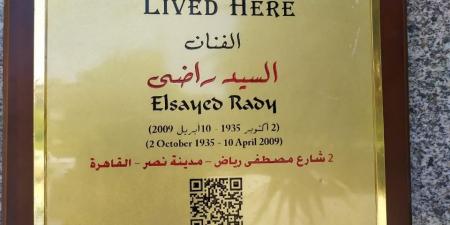 LIVED HERE
الفنان
السيد راضى
Elsayed Rady
(2 أكتوبر 1935 - 10 أبريل 2009)
(2 October 1935 - 10 April 2009)
2 شارع مصطفى رياض - مدينة نصر - القاهرة